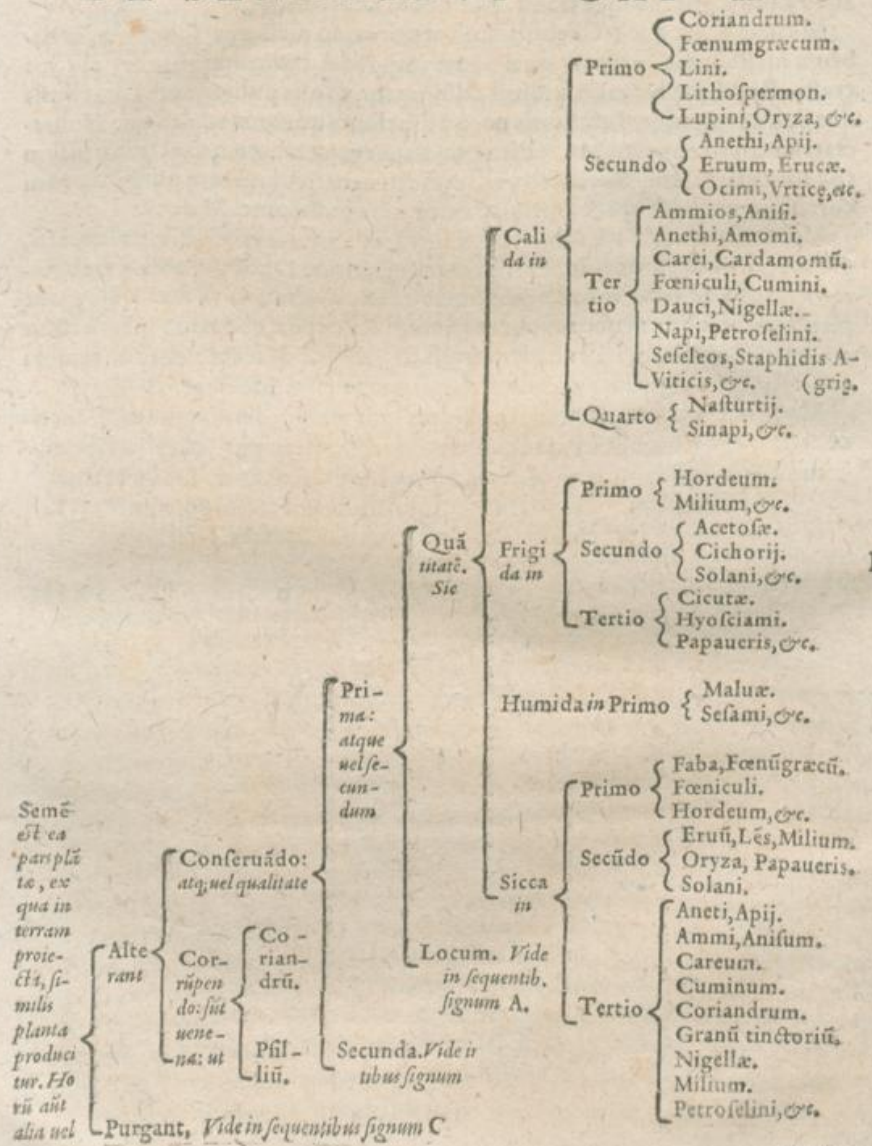 Semē
est ea
pars plā
tæ, ex
qua in
terram
proie-
cta, si-
milis
planta
produci
tur. Ho
rū aūt
alia uel
Alte
rant
Conseruādo:
atq; uel qualitate
Pri-
ma:
atque
uel se-
cun-
dum
Quā
titatē.
Sic
Cali
da in
Primo
Coriandrum.
Fœnumgræcum.
Lini.
Lithospermon.
Lupini, Oryza, &c.
Secundo
Anethi, Apij.
Eruum, Erucæ.
Ocimi, Vrticę, etc.
Ter
tio
Ammios, Anisi.
Anethi, Amomi.
Carei, Cardamomū.
Fœniculi, Cumini.
Dauci, Nigellæ.
Napi, Petroselini.
Seseleos, Staphidis A-
Viticis, &c. (grię.
Quarto
Nasturtij.
Sinapi, &c.
Frigi
da in
Primo
Hordeum.
Milium, &c.
Secundo
Acetosæ.
Cichorij.
Solani, &c.
Tertio
Cicutæ.
Hyosciami.
Papaueris, &c.
Humida in Primo
Maluæ.
Sesami, &c.
Sicca
in
Primo
Faba, Fœnūgræcū.
Fœniculi.
Hordeum, &c.
Secūdo
Eruū, Lēs, Milium.
Oryza, Papaueris.
Solani.
Tertio
Aneti, Apij.
Ammi, Anisum.
Careum.
Cuminum.
Coriandrum.
Granū tinctoriū.
Nigellæ.
Milium.
Petroselini, &c.
Locum. Vide
in sequentib.
signum A.
Secunda. Vide
tibus signum
Cor-
rūpen
do: sūt
uene-
na: ut
Co-
rian-
drū.
Psil-
liū.
Purgant, Vide in sequentibus signum C